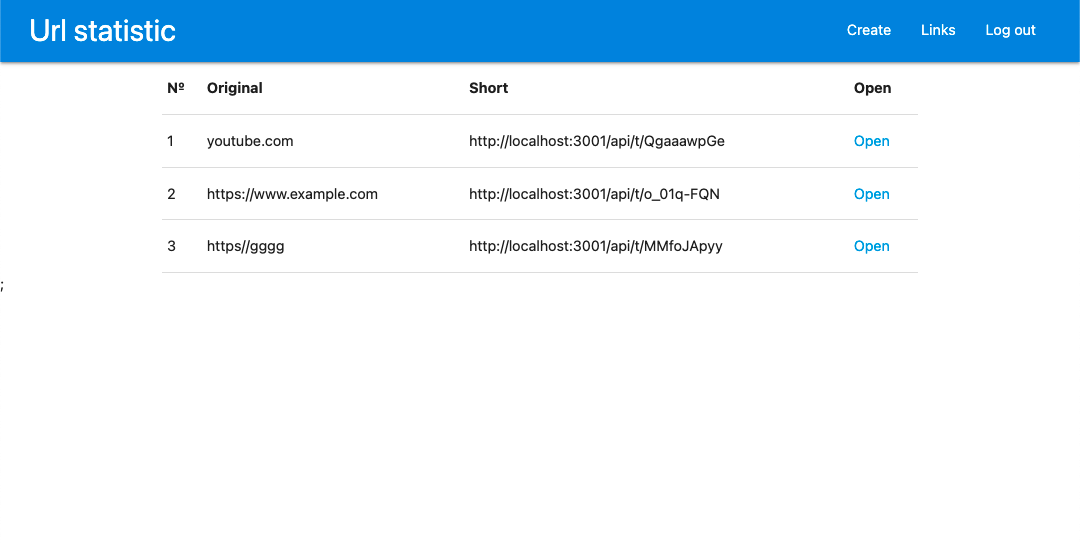 Url statistic Create Links Log out
Nº Original Short Open
1 youtube.com http://localhost:3001/api/t/QgaaawpGe Open
2 https://www.example.com http://localhost:3001/api/t/o_01q-FQN Open
3 https//gggg http://localhost:3001/api/t/MMfoJApyy Open
;